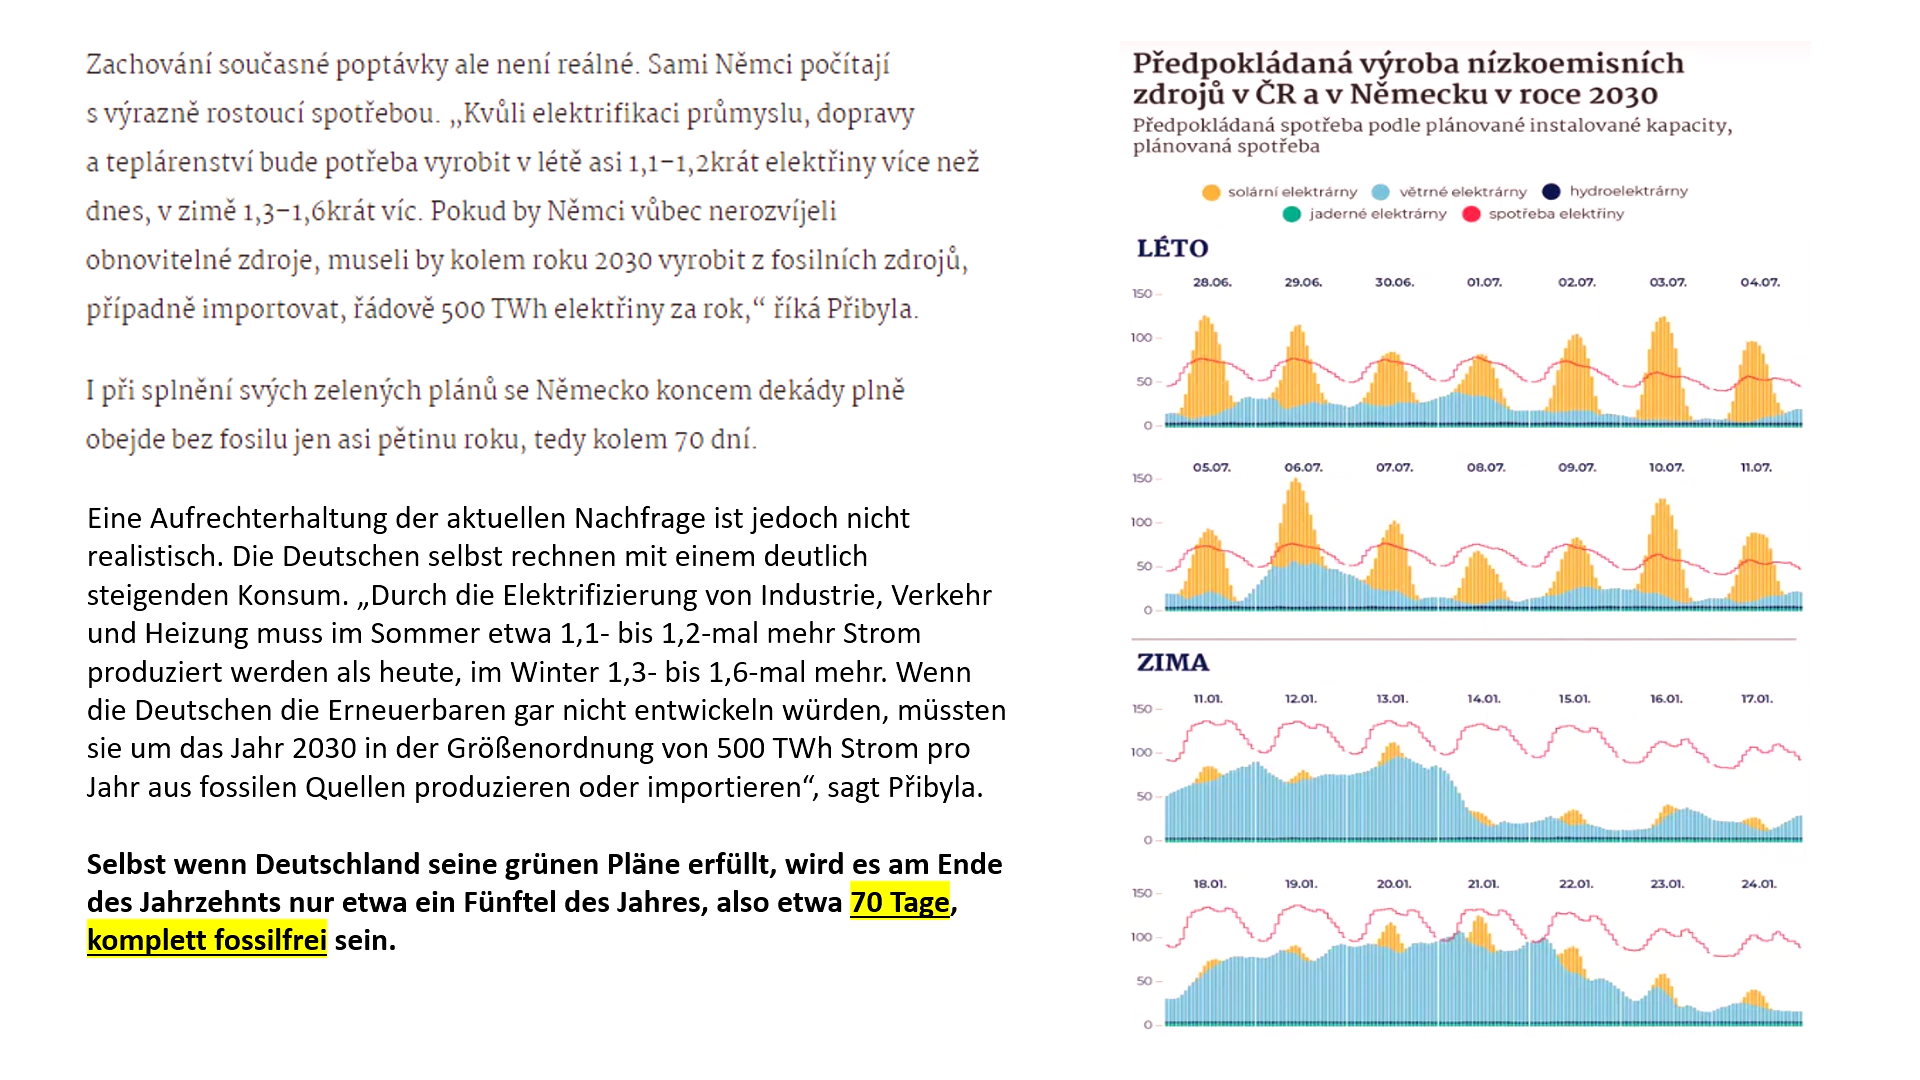 Zachování současné poptávky ale není reálné. Sami Němci počítají
s výrazně rostoucí spotřebou. „Kvůli elektrifikaci průmyslu, dopravy
a teplárenství bude potřeba vyrobit v létě asi 1,1–1,2krát elektřiny více než
dnes, v zimě 1,3–1,6krát víc. Pokud by Němci vůbec nerozvíjeli
obnovitelné zdroje, museli by kolem roku 2030 vyrobit z fosilních zdrojů,
případně importovat, řádově 500 TWh elektřiny za rok,“ říká Přibyla.
I při splnění svých zelených plánů se Německo koncem dekády plně
obejde bez fosilu jen asi pětinu roku, tedy kolem 70 dní.
Eine Aufrechterhaltung der aktuellen Nachfrage ist jedoch nicht
realistisch. Die Deutschen selbst rechnen mit einem deutlich
steigenden Konsum. „Durch die Elektrifizierung von Industrie, Verkehr
und Heizung muss im Sommer etwa 1,1- bis 1,2-mal mehr Strom
produziert werden als heute, im Winter 1,3- bis 1,6-mal mehr. Wenn
die Deutschen die Erneuerbaren gar nicht entwickeln würden, müssten
sie um das Jahr 2030 in der Größenordnung von 500 TWh Strom pro
Jahr aus fossilen Quellen produzieren oder importieren“, sagt Přibyla.
Selbst wenn Deutschland seine grünen Pläne erfüllt, wird es am Ende
des Jahrzehnts nur etwa ein Fünftel des Jahres, also etwa 70 Tage,
komplett fossilfrei sein.
Předpokládaná výroba nízkoemisních
zdrojů v ČR a v Německu v roce 2030
Předpokládaná spotřeba podle plánované instalované kapacity,
plánovaná spotřeba
solární elektrárny větrné elektrárny hydroelektrárny
jaderné elektrárny spotřeba elektřiny
LÉTO
28.06. 29.06. 30.06. 01.07. 02.07. 03.07. 04.07.
150
100
50
0
05.07. 06.07. 07.07. 08.07. 09.07. 10.07. 11.07.
150
100
50
0
ZIMA
11.01. 12.01. 13.01. 14.01. 15.01. 16.01. 17.01.
150
100
50
0
18.01. 19.01. 20.01. 21.01. 22.01. 23.01. 24.01.
150
100
50
0